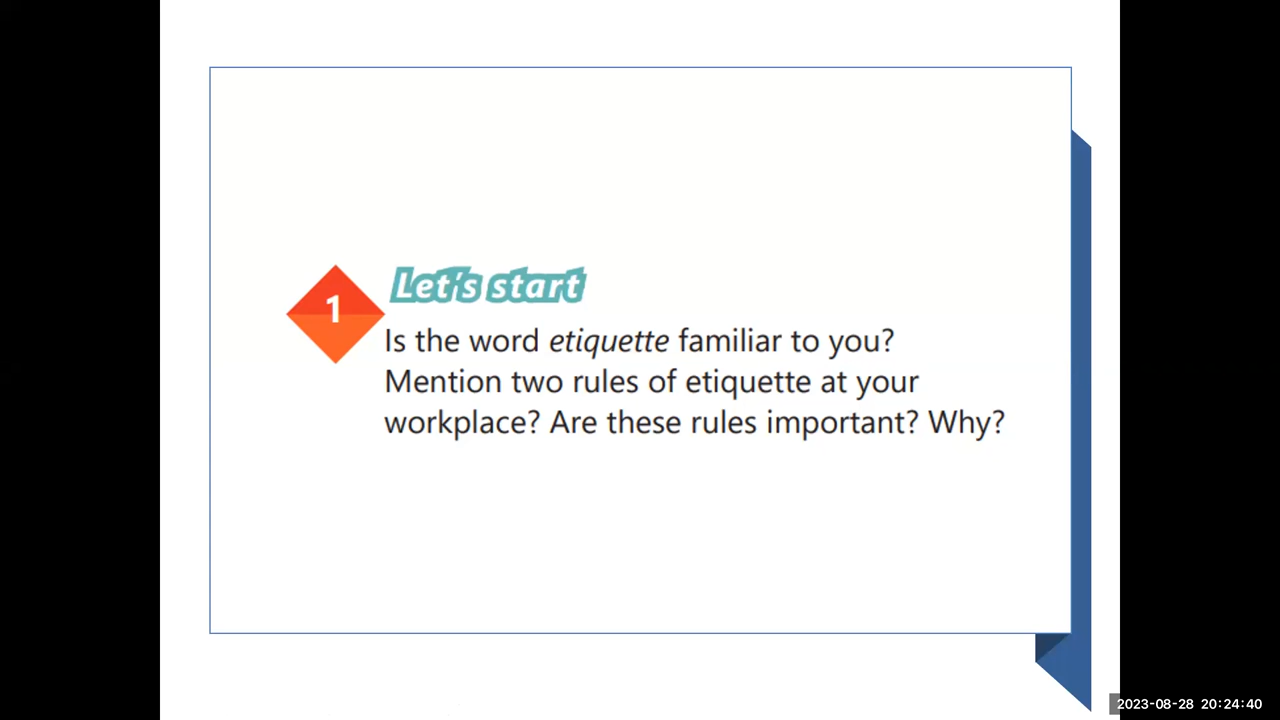 1
Let's start
Is the word etiquette familiar to you?
Mention two rules of etiquette at your
workplace? Are these rules important? Why?
2023-08-28 20:24:40